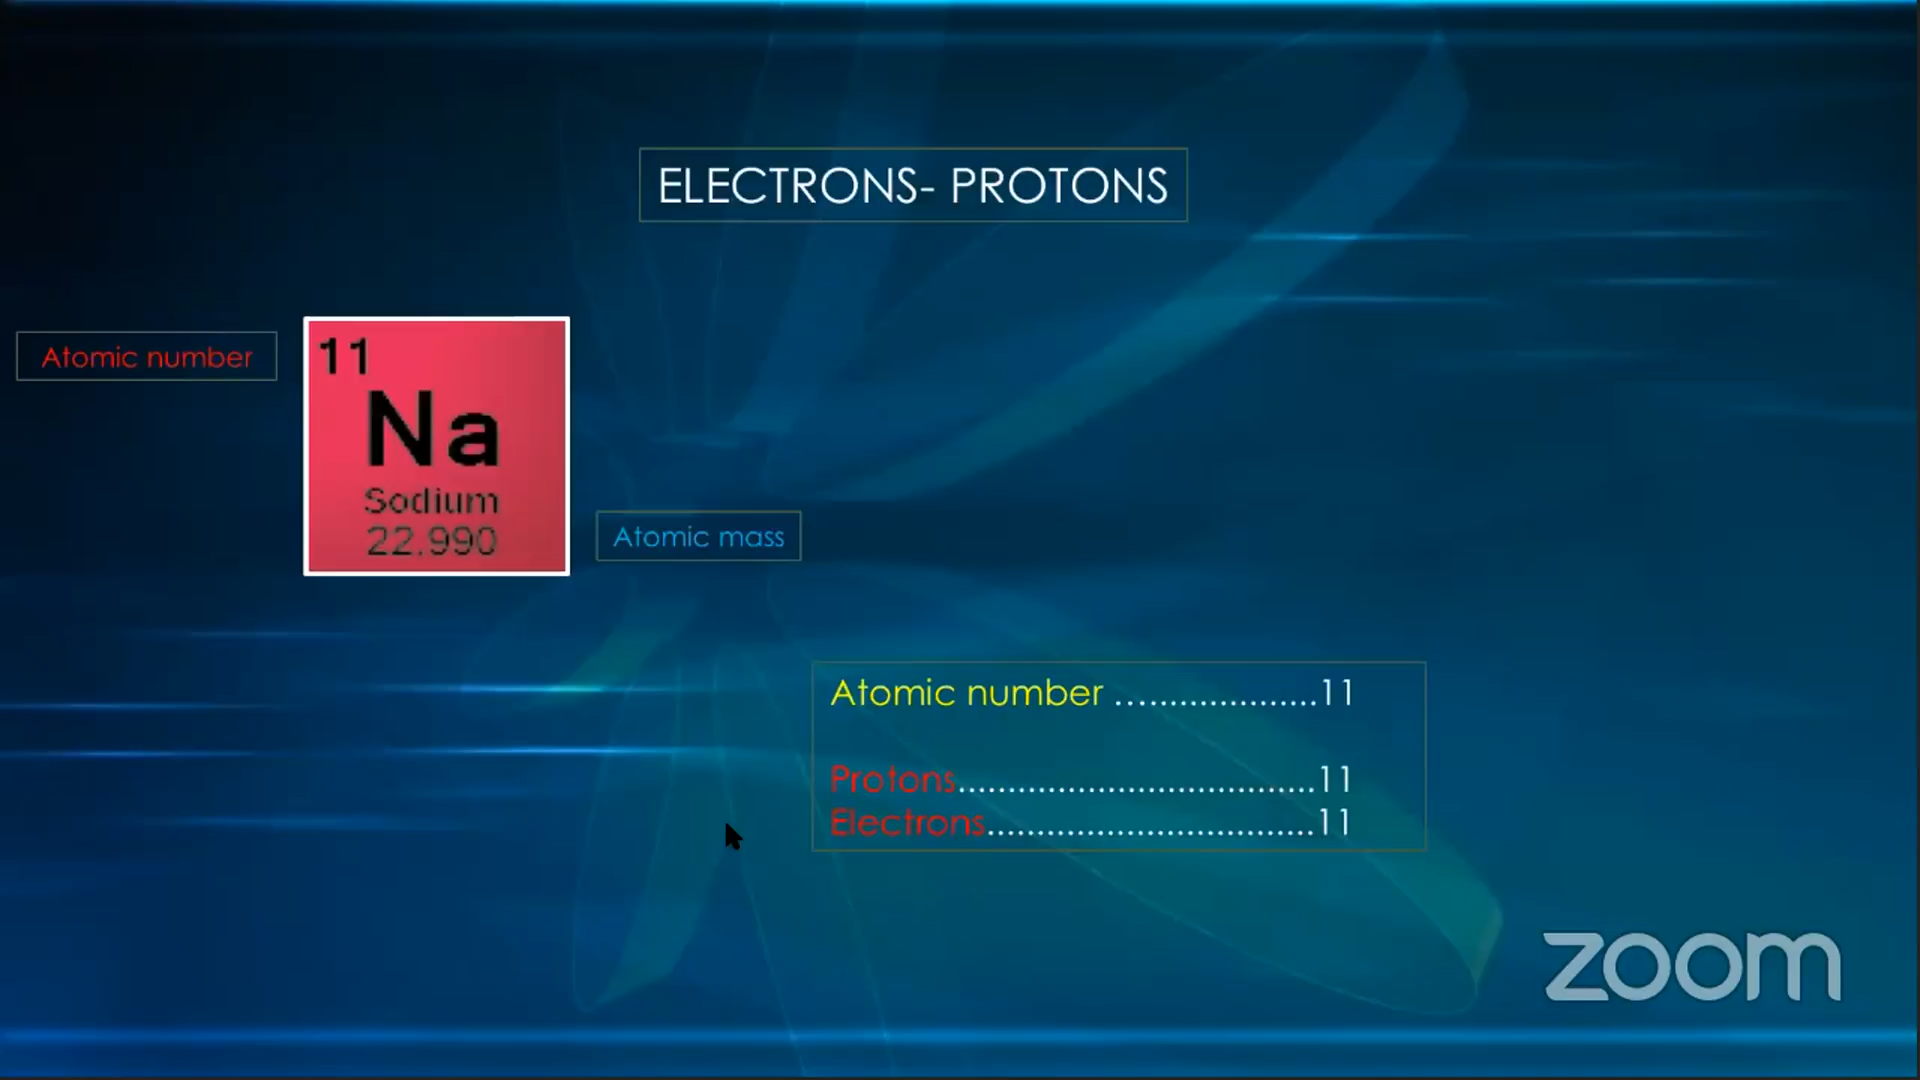 ELECTRONS- PROTONS
Atomic number
11
Na
Sodium
22.990
Atomic mass
Atomic number ..................11
Protons................................11
Electrons.............................11
zoom